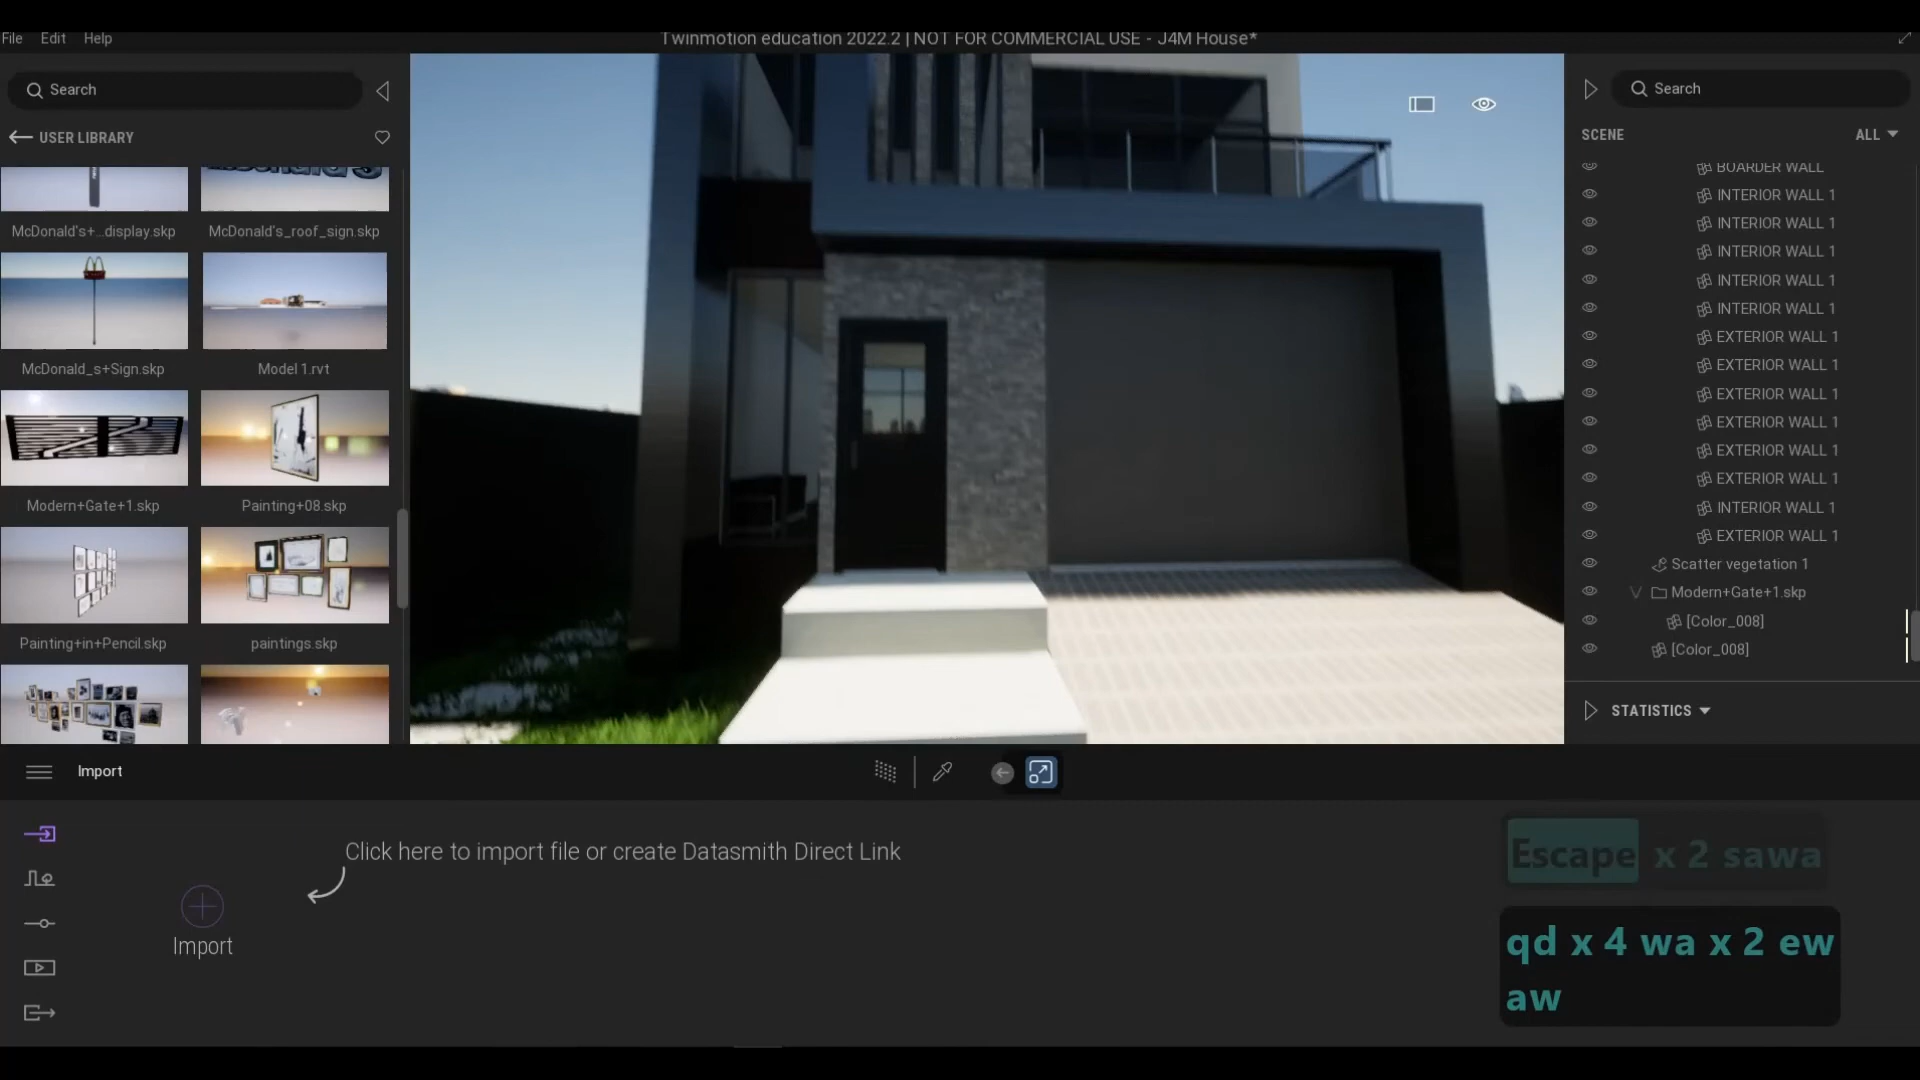 File Edit Help
Twinmotion education 2022.2 | NOT FOR COMMERCIAL USE - J4M House*
Search
USER LIBRARY
McDonald's+...display.skp
McDonald's_roof_sign.skp
McDonald_s+Sign.skp
Model 1.rvt
Modern+Gate+1.skp
Painting+08.skp
Painting+in+Pencil.skp
paintings.skp
Search
SCENE
ALL
BOARDER WALL
INTERIOR WALL 1
INTERIOR WALL 1
INTERIOR WALL 1
INTERIOR WALL 1
INTERIOR WALL 1
EXTERIOR WALL 1
EXTERIOR WALL 1
EXTERIOR WALL 1
EXTERIOR WALL 1
EXTERIOR WALL 1
EXTERIOR WALL 1
INTERIOR WALL 1
EXTERIOR WALL 1
Scatter vegetation 1
Modern+Gate+1.skp
[Color_008]
[Color_008]
STATISTICS
Import
Click here to import file or create Datasmith Direct Link
Import
Escape x 2 sawa
qd x 4 wa x 2 ew
aw